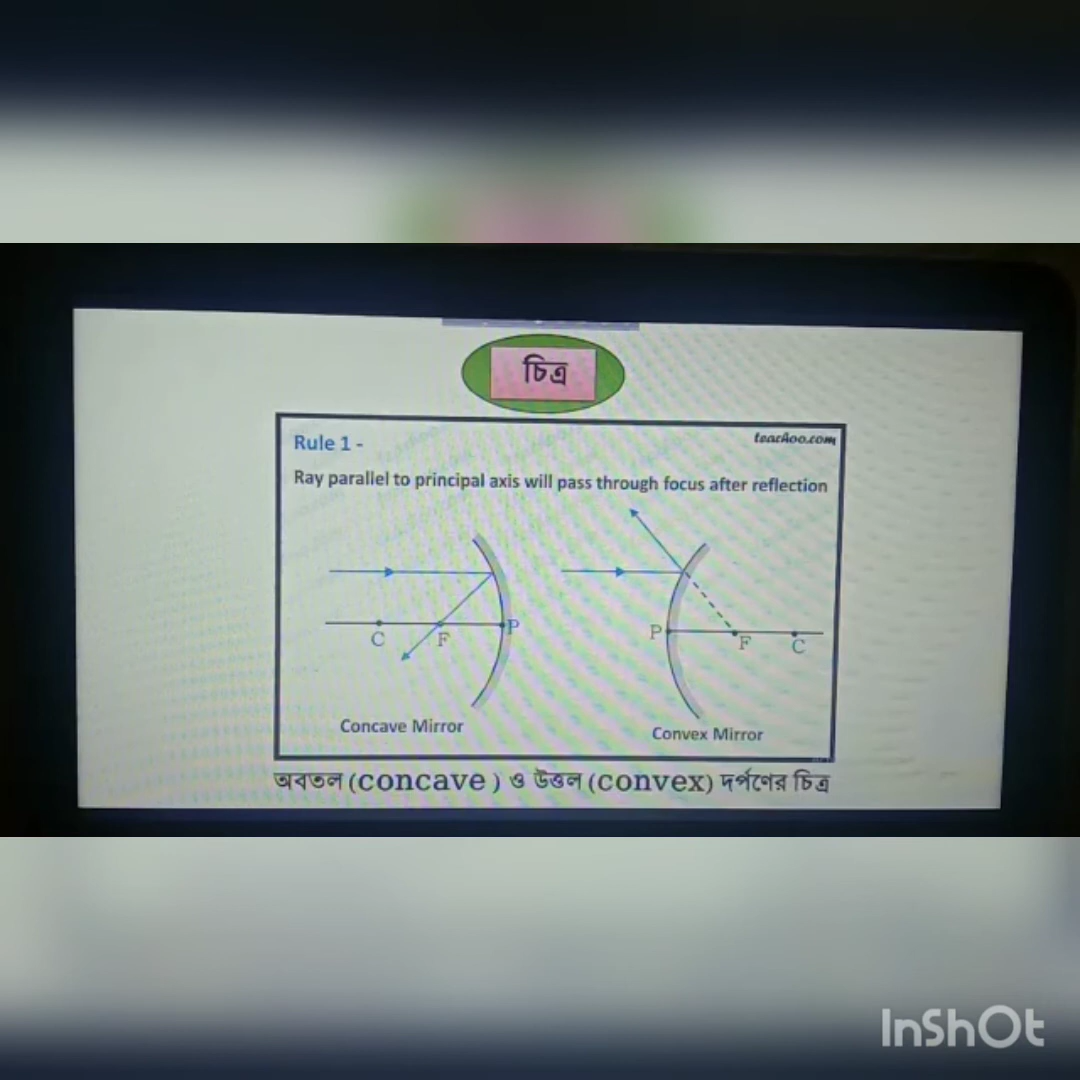 চিত্র
Rule 1 -
teachoo.com
Ray parallel to principal axis will pass through focus after reflection
C F P
P F C
Concave Mirror
Convex Mirror
অবতল (concave ) ও উত্তল (convex) দর্পণের চিত্র
InShOt